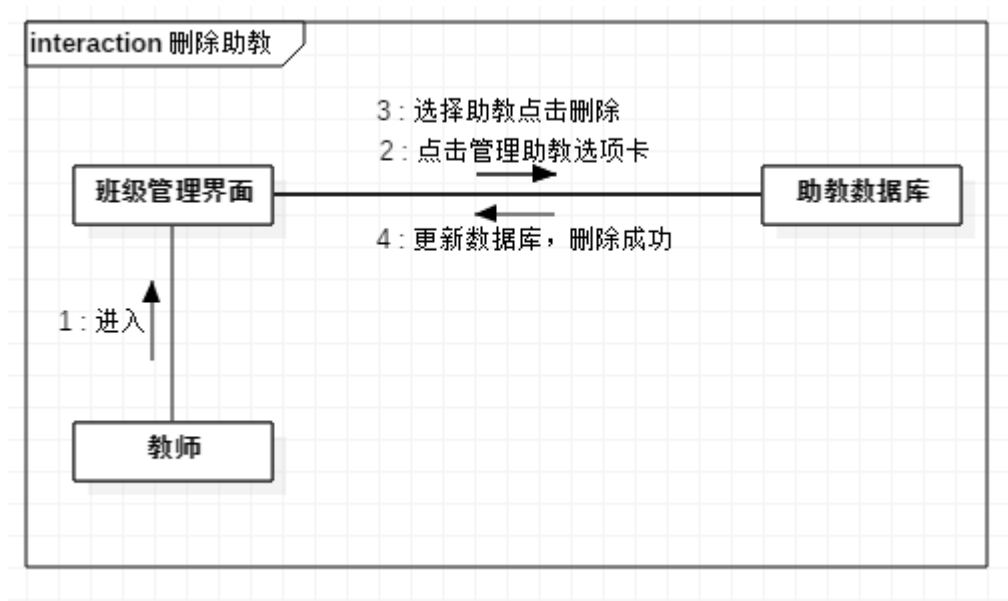 interaction 删除助教
3 : 选择助教点击删除
2 : 点击管理助教选项卡
班级管理界面
助教数据库
4 : 更新数据库，删除成功
1 : 进入
教师